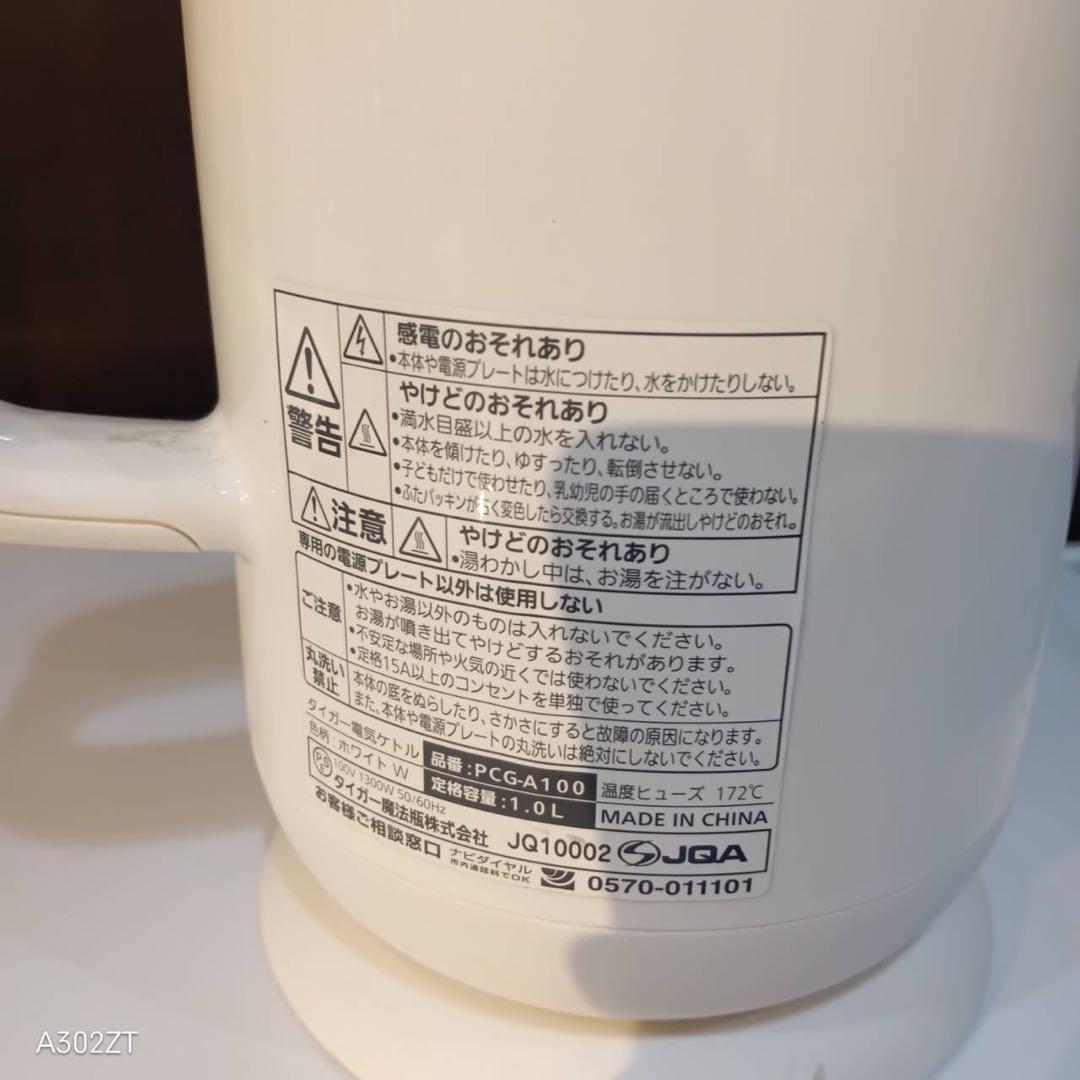 警告
感電のおそれあり
•本体や電源プレートは水につけたり、水をかけたりしない。
やけどのおそれあり
•満水目盛以上の水を入れない。
•本体を傾けたり、ゆすったり、転倒させない。
•子どもだけで使わせたり、乳幼児の手の届くところで使わない。
•ふたパッキンが白く変色したら交換する。お湯が流出しやけどのおそれ。
注意
やけどのおそれあり
•湯わかし中は、お湯を注がない。
専用の電源プレート以外は使用しない
ご注意
•水やお湯以外のものは入れないでください。
お湯が噴き出てやけどするおそれがあります。
•不安定な場所や火気の近くでは使わないでください。
•定格15A以上のコンセントを単独で使ってください。
丸洗い
禁止
本体の底をぬらしたり、さかさにすると故障の原因になります。
また、本体や電源プレートの丸洗いは絶対にしないでください。
タイガー電気ケトル 品番:PCG-A100 温度ヒューズ 172℃
色柄:ホワイト W 定格容量:1.0L MADE IN CHINA
PS E 100V 1300W 50/60Hz
タイガー魔法瓶株式会社 JQ10002 JQA
お客様ご相談窓口 ナビダイヤル
市内通話料でOK 0570-011101
A302ZT